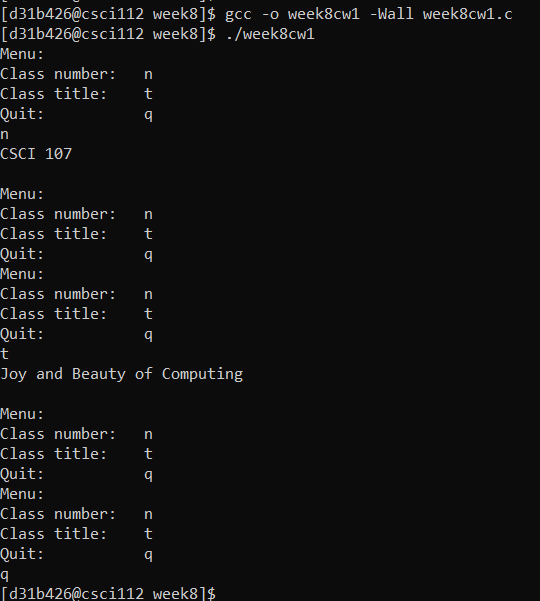 [d31b426@csci112 week8]$ gcc -o week8cw1 -Wall week8cw1.c
[d31b426@csci112 week8]$ ./week8cw1
Menu:
Class number:   n
Class title:    t
Quit:           q
n
CSCI 107

Menu:
Class number:   n
Class title:    t
Quit:           q
Menu:
Class number:   n
Class title:    t
Quit:           q
t
Joy and Beauty of Computing

Menu:
Class number:   n
Class title:    t
Quit:           q
Menu:
Class number:   n
Class title:    t
Quit:           q
q
[d31b426@csci112 week8]$